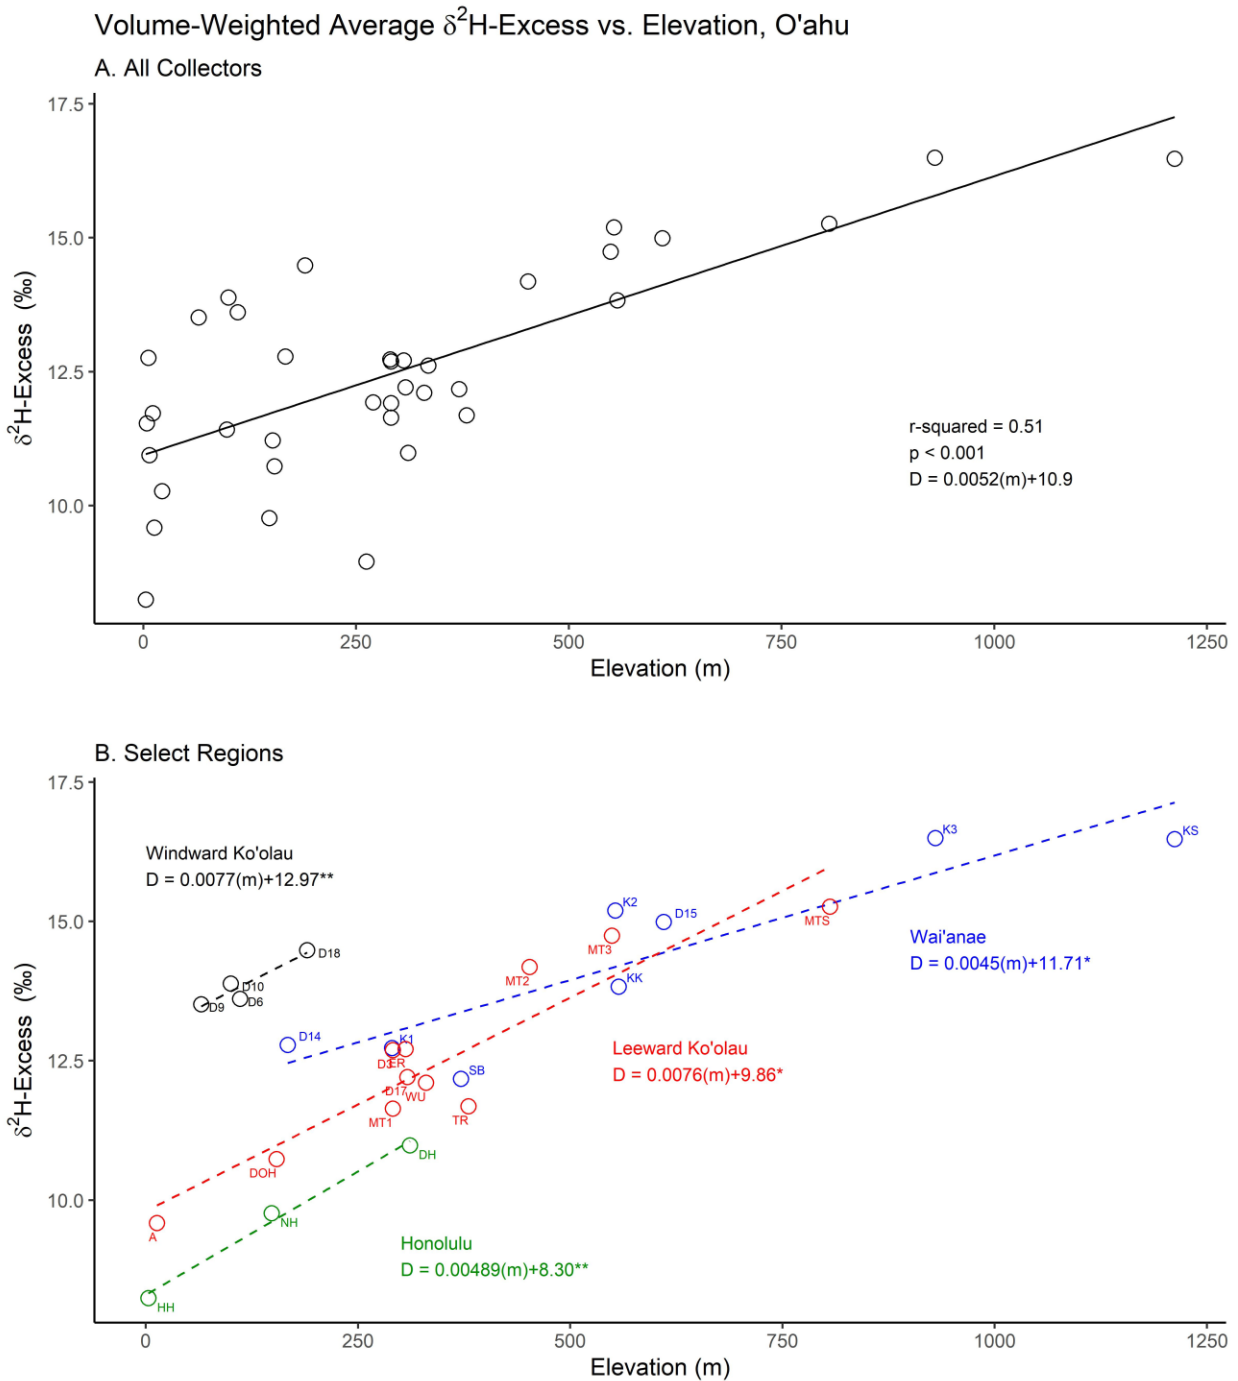 Volume-Weighted Average δ²H-Excess vs. Elevation, O'ahu
A. All Collectors
17.5
15.0
12.5
10.0
δ²H-Excess (‰)
r-squared = 0.51
p < 0.001
D = 0.0052(m)+10.9
0 250 500 750 1000 1250
Elevation (m)
B. Select Regions
17.5
15.0
12.5
10.0
δ²H-Excess (‰)
Windward Ko'olau
D = 0.0077(m)+12.97**
K3
KS
K2
D15
MTS
Wai'anae
D = 0.0045(m)+11.71*
MT3
D18
MT2
KK
D10
D9
D6
D14
K1
D3
ER
Leeward Ko'olau
D = 0.0076(m)+9.86*
SB
D17
WU
MT1
TR
DH
DOH
NH
A
Honolulu
D = 0.00489(m)+8.30**
HH
0 250 500 750 1000 1250
Elevation (m)